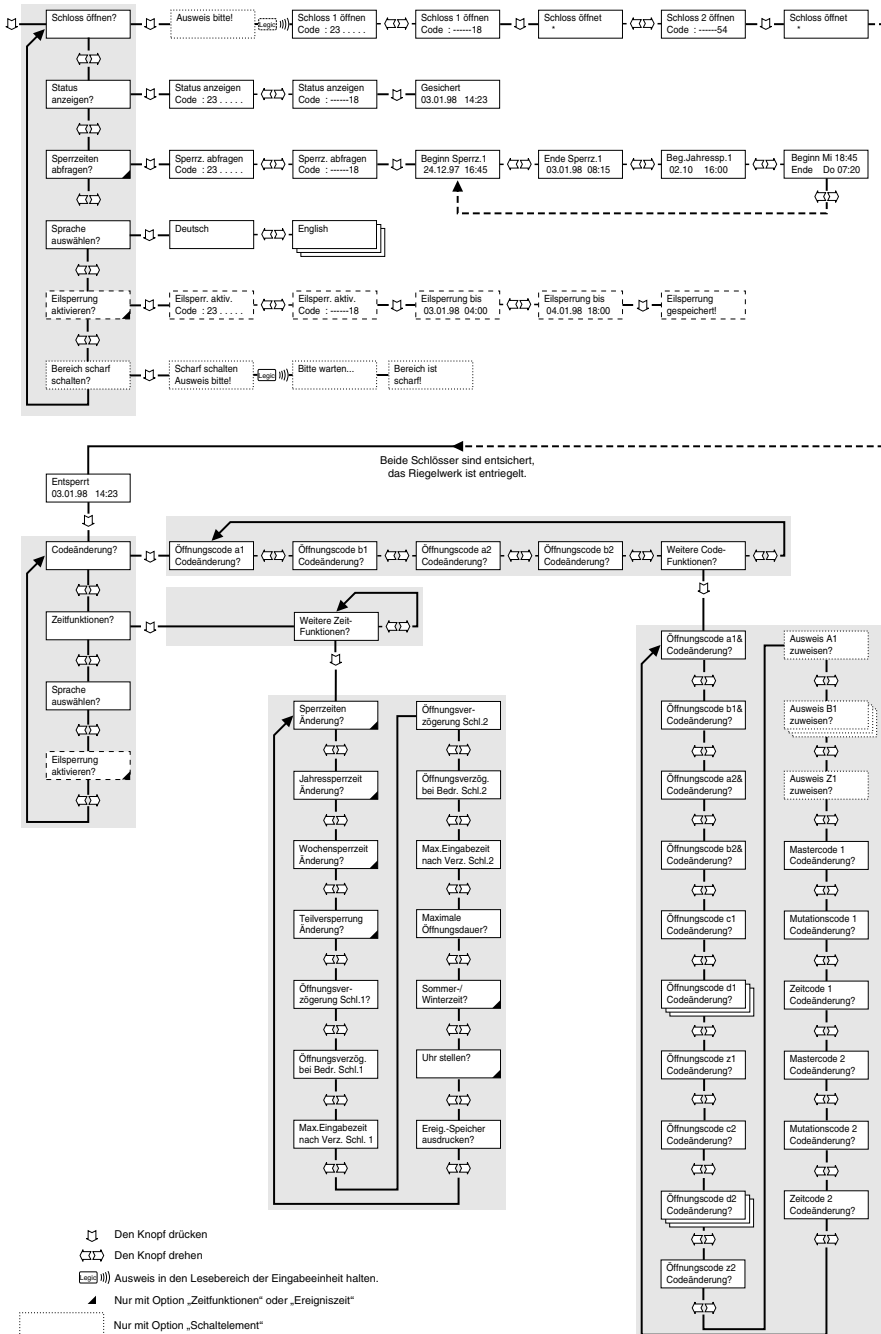 Schloss öffnen?
Ausweis bitte!
Legic
Schloss 1 öffnen
Code : 23 . . . . .
Schloss 1 öffnen
Code : ------18
Schloss öffnet
*
Schloss 2 öffnen
Code : ------54
Schloss öffnet
*
Status
anzeigen?
Status anzeigen
Code : 23 . . . . .
Status anzeigen
Code : ------18
Gesichert
03.01.98 14:23
Sperrzeiten
abfragen?
Sperrz. abfragen
Code : 23 . . . . .
Sperrz. abfragen
Code : ------18
Beginn Sperrz.1
24.12.97 16:45
Ende Sperrz.1
03.01.98 08:15
Beg.Jahressp.1
02.10 16:00
Beginn Mi 18:45
Ende Do 07:20
Sprache
auswählen?
Deutsch
English
Eilsperrung
aktivieren?
Eilsperr. aktiv.
Code : 23 . . . . .
Eilsperr. aktiv.
Code : ------18
Eilsperrung bis
03.01.98 04:00
Eilsperrung bis
04.01.98 18:00
Eilsperrung
gespeichert!
Bereich scharf
schalten?
Scharf schalten
Ausweis bitte!
Legic
Bitte warten...
Bereich ist
scharf!
Beide Schlösser sind entsichert,
das Riegelwerk ist entriegelt.
Entsperrt
03.01.98 14:23
Codeänderung?
Öffnungscode a1
Codeänderung?
Öffnungscode b1
Codeänderung?
Öffnungscode a2
Codeänderung?
Öffnungscode b2
Codeänderung?
Weitere Code-
Funktionen?
Zeitfunktionen?
Weitere Zeit-
Funktionen?
Sprache
auswählen?
Eilsperrung
aktivieren?
Sperrzeiten
Änderung?
Jahressperrzeit
Änderung?
Wochensperrzeit
Änderung?
Teilversperrung
Änderung?
Öffnungsver-
zögerung Schl.1?
Öffnungsverzög.
bei Bedr. Schl.1
Max.Eingabezeit
nach Verz. Schl. 1
Öffnungsver-
zögerung Schl.2
Öffnungsverzög.
bei Bedr. Schl.2
Max.Eingabezeit
nach Verz. Schl.2
Maximale
Öffnungsdauer?
Sommer-/
Winterzeit?
Uhr stellen?
Ereig.-Speicher
ausdrucken?
Öffnungscode a1&
Codeänderung?
Öffnungscode b1&
Codeänderung?
Öffnungscode a2&
Codeänderung?
Öffnungscode b2&
Codeänderung?
Öffnungscode c1
Codeänderung?
Öffnungscode d1
Codeänderung?
Öffnungscode z1
Codeänderung?
Öffnungscode c2
Codeänderung?
Öffnungscode d2
Codeänderung?
Öffnungscode z2
Codeänderung?
Ausweis A1
zuweisen?
Ausweis B1
zuweisen?
Ausweis Z1
zuweisen?
Mastercode 1
Codeänderung?
Mutationscode 1
Codeänderung?
Zeitcode 1
Codeänderung?
Mastercode 2
Codeänderung?
Mutationscode 2
Codeänderung?
Zeitcode 2
Codeänderung?
Den Knopf drücken
Den Knopf drehen
Legic Ausweis in den Lesebereich der Eingabeeinheit halten.
Nur mit Option „Zeitfunktionen" oder „Ereigniszeit"
Nur mit Option „Schaltelement"